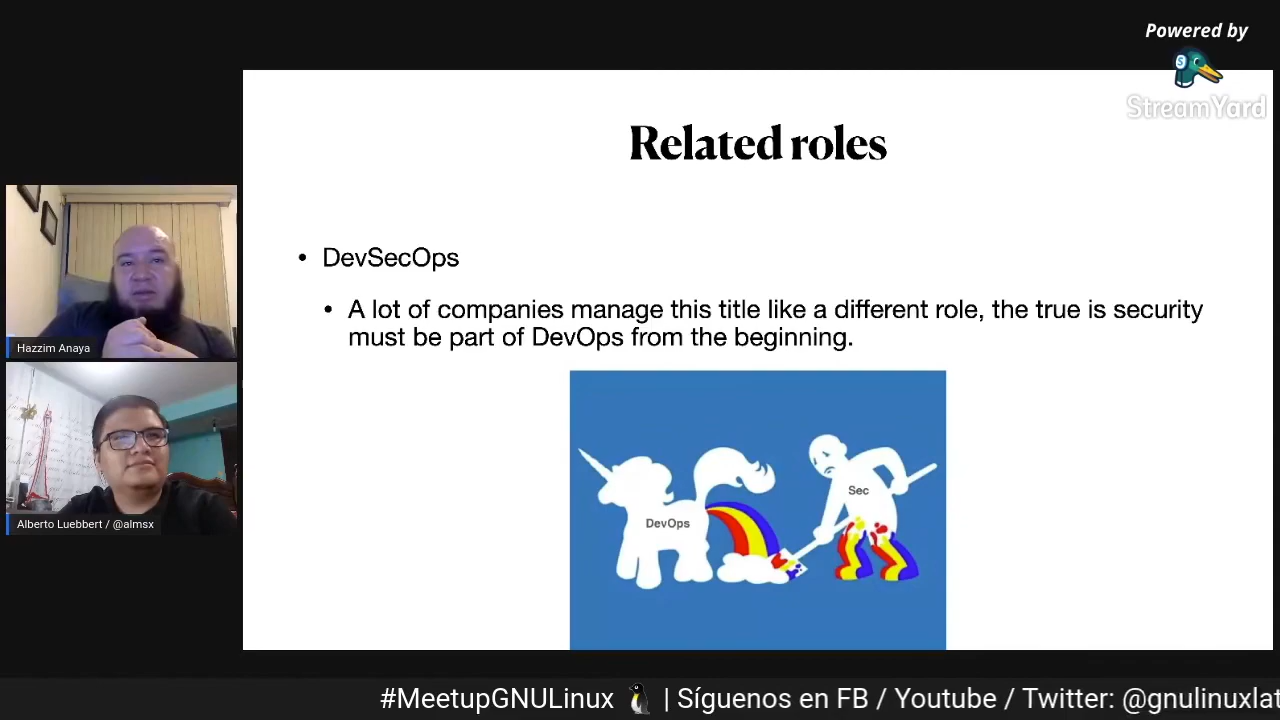 Powered by
StreamYard
Related roles
• DevSecOps
• A lot of companies manage this title like a different role, the true is security
must be part of DevOps from the beginning.
DevOps
Sec
Hazzim Anaya
Alberto Luebbert / @almsx
#MeetupGNULinux 🐧 | Síguenos en FB / Youtube / Twitter: @gnulinuxlat